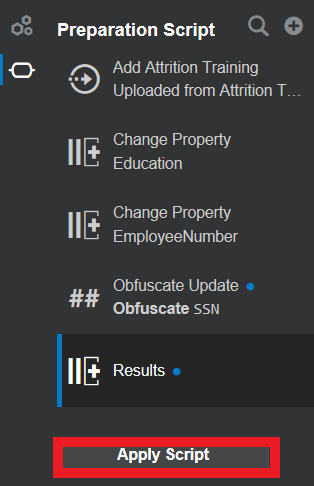 Preparation Script
Add Attrition Training
Uploaded from Attrition T...
Change Property
Education
Change Property
EmployeeNumber
## Obfuscate Update
Obfuscate SSN
Results
Apply Script